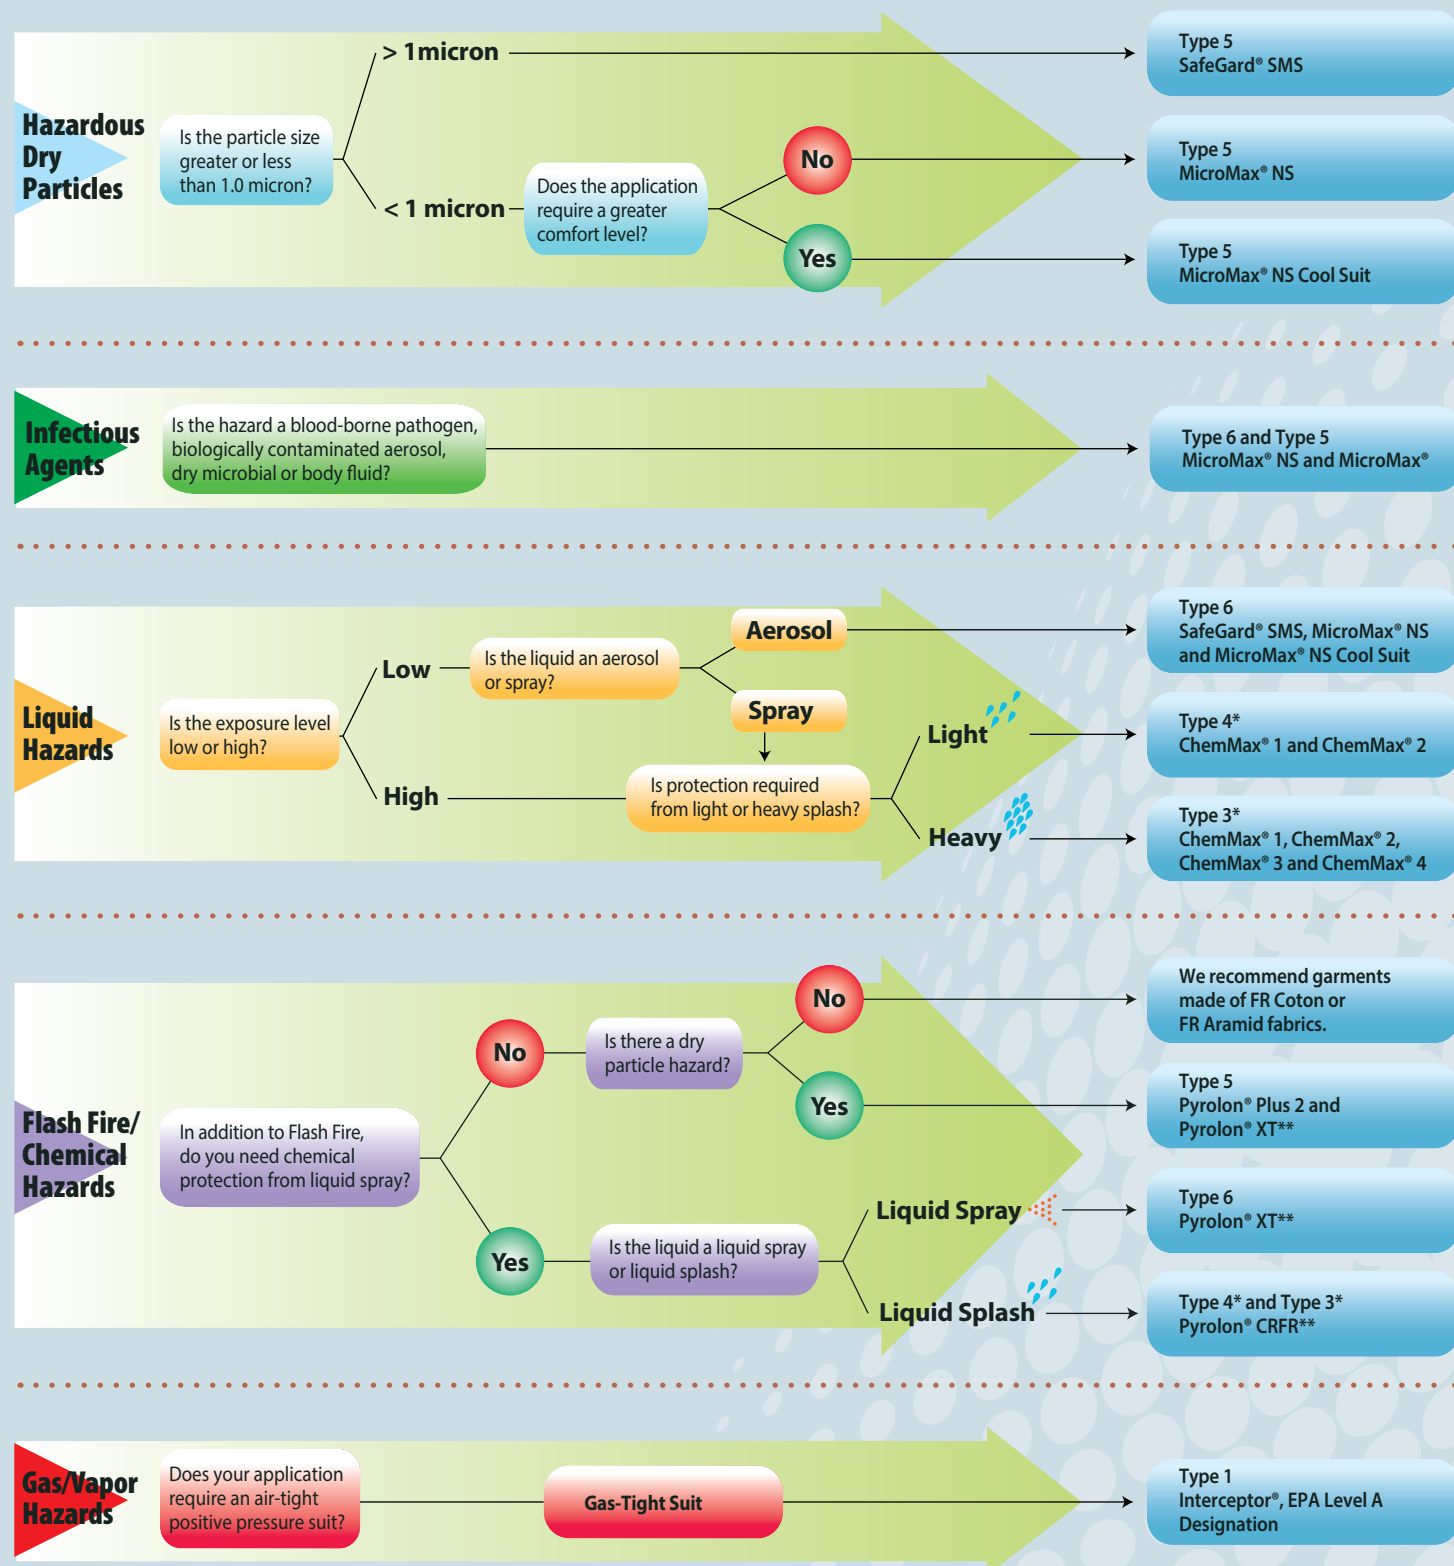 Hazardous
Dry
Particles
Is the particle size
greater or less
than 1.0 micron?
> 1micron
< 1 micron
Does the application
require a greater
comfort level?
No
Yes
Type 5
SafeGard® SMS
Type 5
MicroMax® NS
Type 5
MicroMax® NS Cool Suit
Infectious
Agents
Is the hazard a blood-borne pathogen,
biologically contaminated aerosol,
dry microbial or body fluid?
Type 6 and Type 5
MicroMax® NS and MicroMax®
Liquid
Hazards
Is the exposure level
low or high?
Low
Is the liquid an aerosol
or spray?
Aerosol
Spray
High
Is protection required
from light or heavy splash?
Light
Heavy
Type 6
SafeGard® SMS, MicroMax® NS
and MicroMax® NS Cool Suit
Type 4*
ChemMax® 1 and ChemMax® 2
Type 3*
ChemMax® 1, ChemMax® 2,
ChemMax® 3 and ChemMax® 4
Flash Fire/
Chemical
Hazards
In addition to Flash Fire,
do you need chemical
protection from liquid spray?
No
Is there a dry
particle hazard?
No
Yes
Yes
Is the liquid a liquid spray
or liquid splash?
Liquid Spray
Liquid Splash
We recommend garments
made of FR Coton or
FR Aramid fabrics.
Type 5
Pyrolon® Plus 2 and
Pyrolon® XT**
Type 6
Pyrolon® XT**
Type 4* and Type 3*
Pyrolon® CRFR**
Gas/Vapor
Hazards
Does your application
require an air-tight
positive pressure suit?
Gas-Tight Suit
Type 1
Interceptor®, EPA Level A
Designation